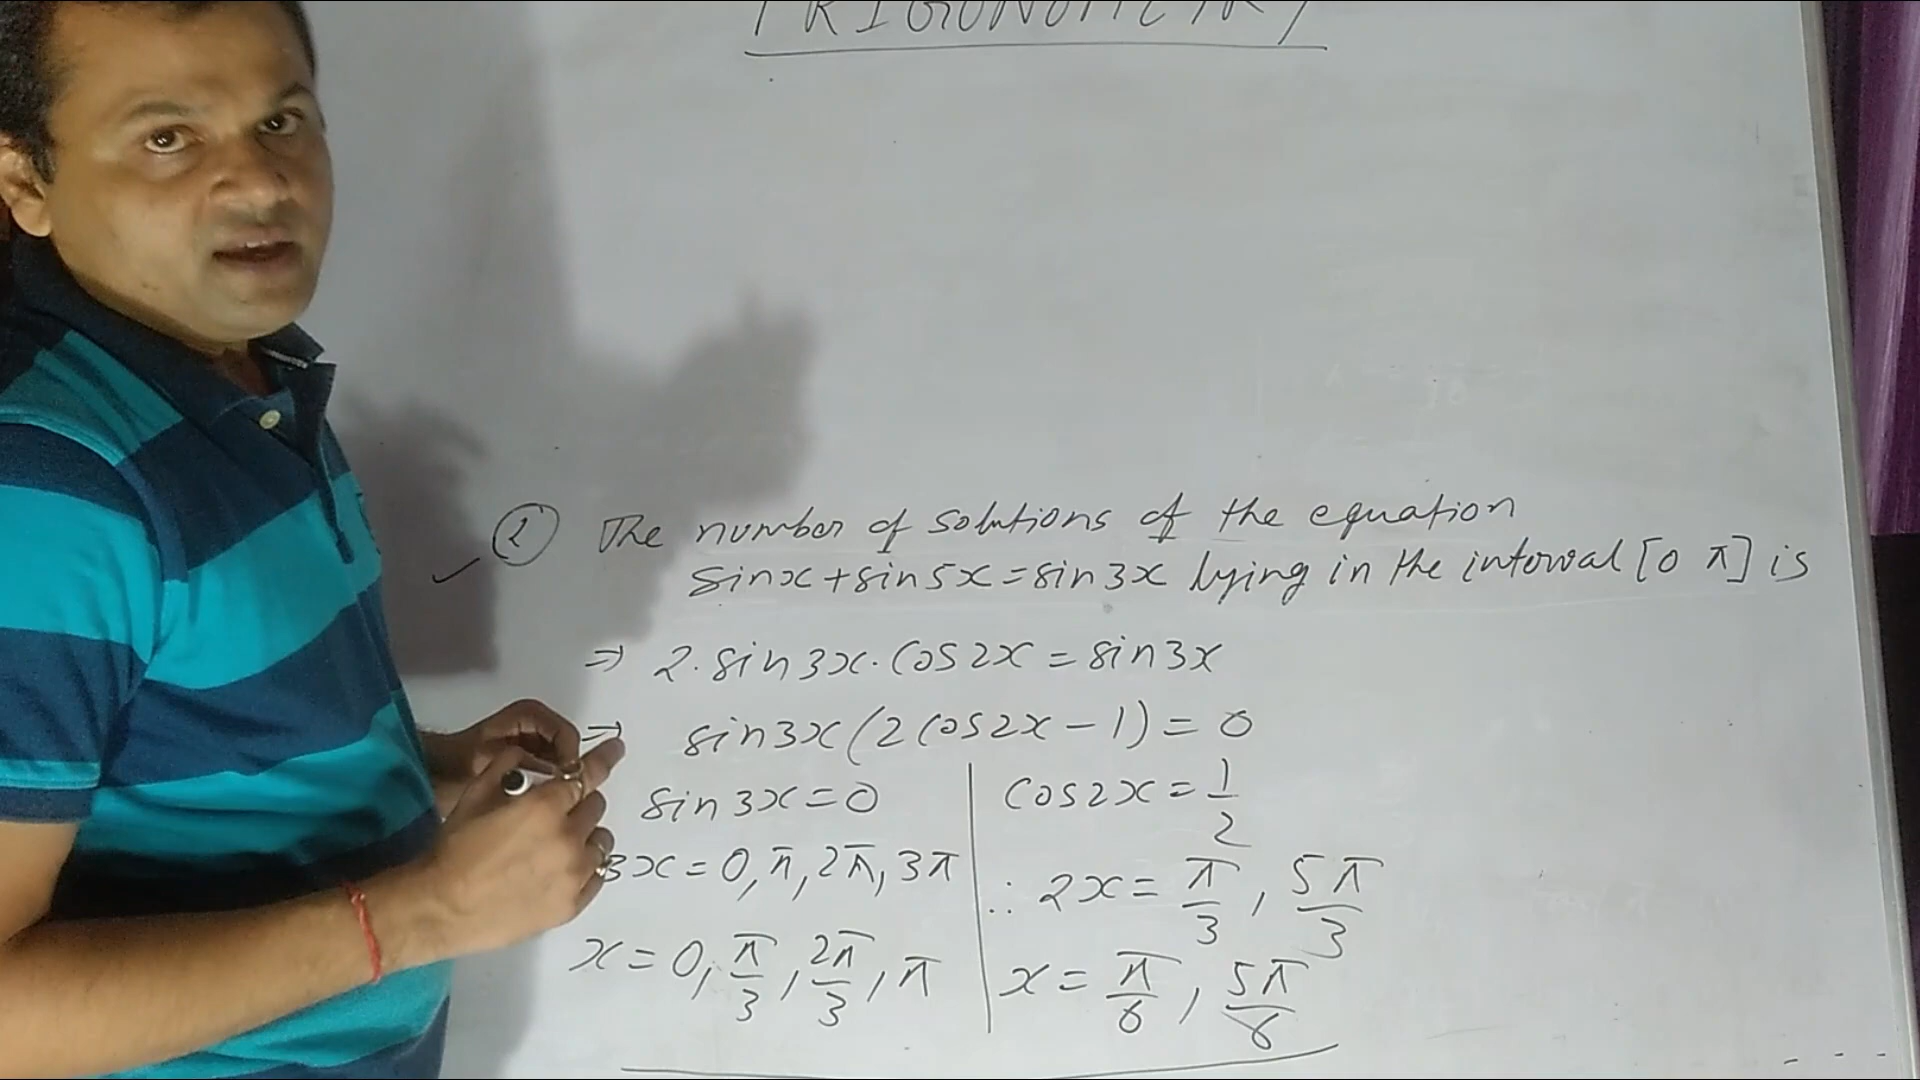 TRIGONOMETRY
② The number of solutions of the equation
sinx + sin5x = sin3x lying in the interval [0 π] is
⇒ 2·sin3x·cos2x = sin3x
⇒ sin3x(2cos2x − 1) = 0
sin3x = 0
3x = 0, π, 2π, 3π
x = 0, π/3, 2π/3, π
cos2x = 1/2
∴ 2x = π/3, 5π/3
x = π/6, 5π/6